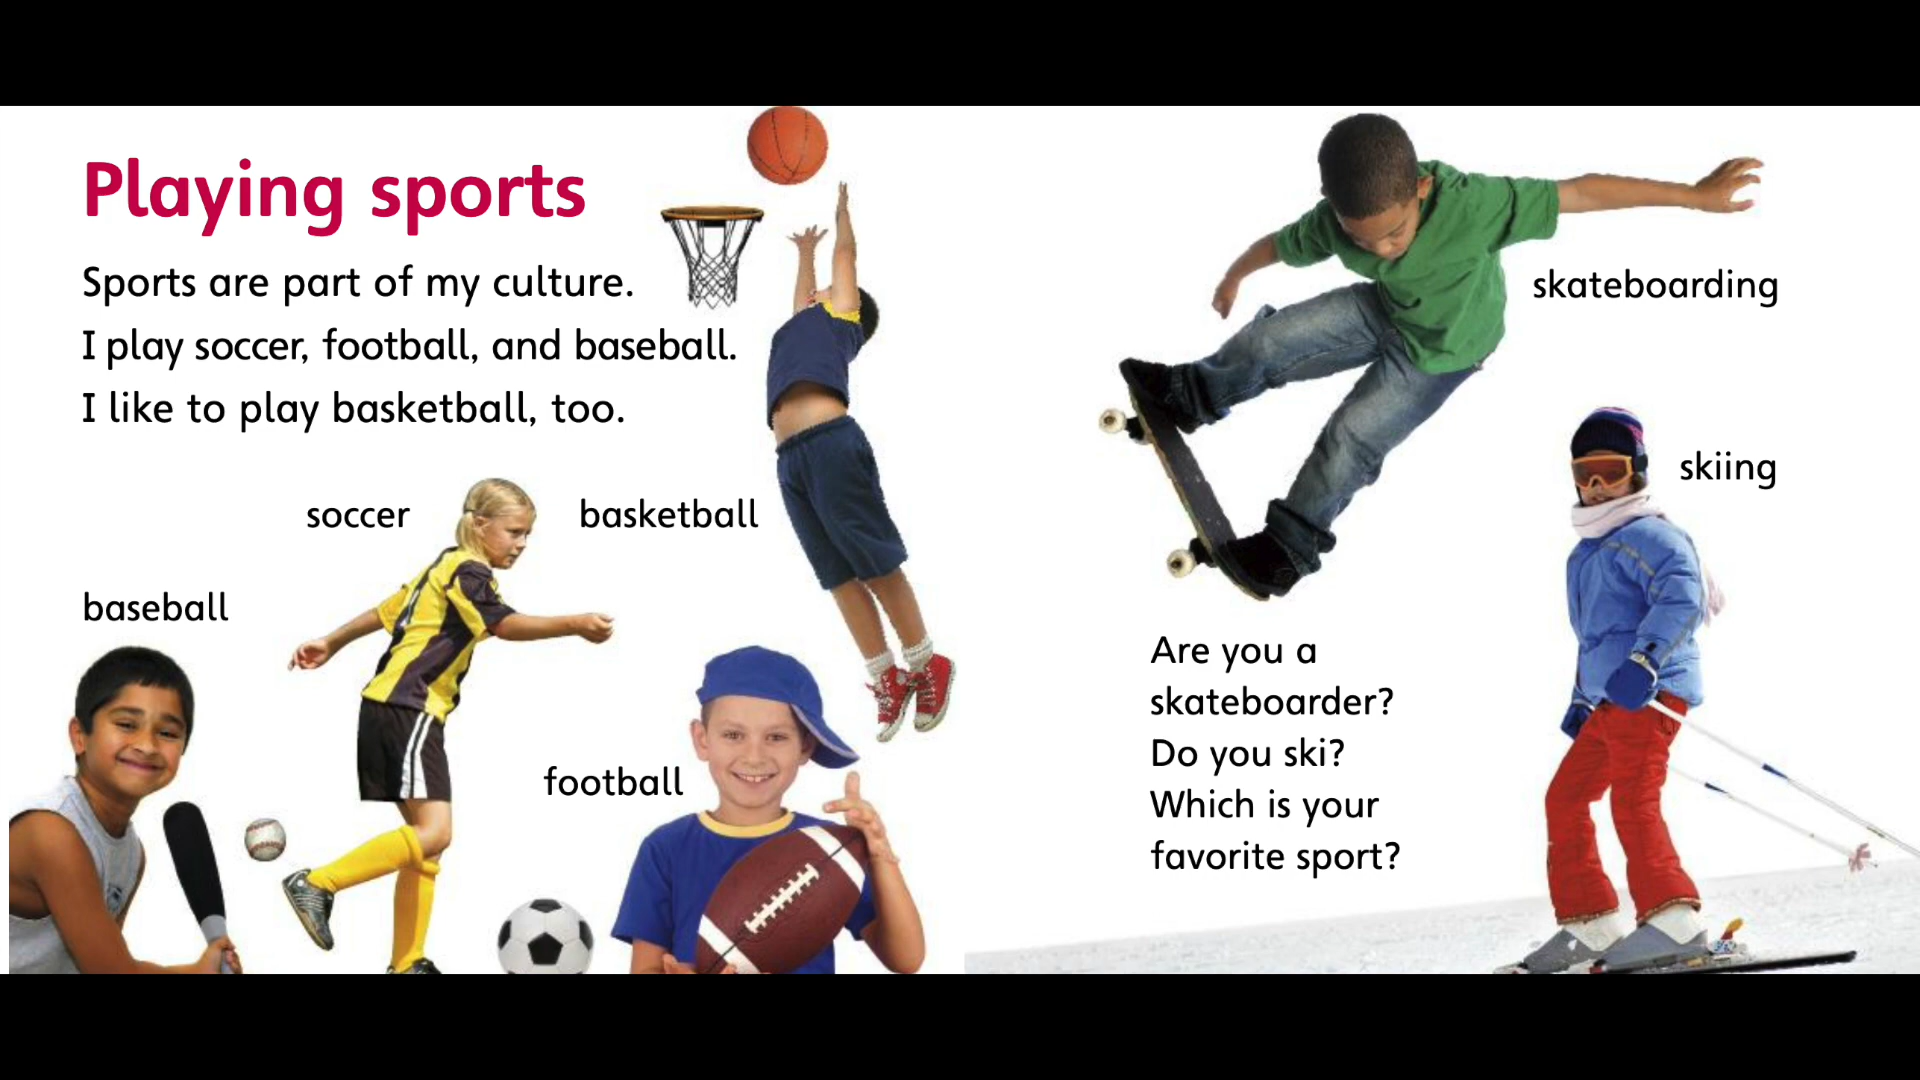 Playing sports
Sports are part of my culture.
I play soccer, football, and baseball.
I like to play basketball, too.
soccer
basketball
baseball
football
skateboarding
skiing
Are you a
skateboarder?
Do you ski?
Which is your
favorite sport?